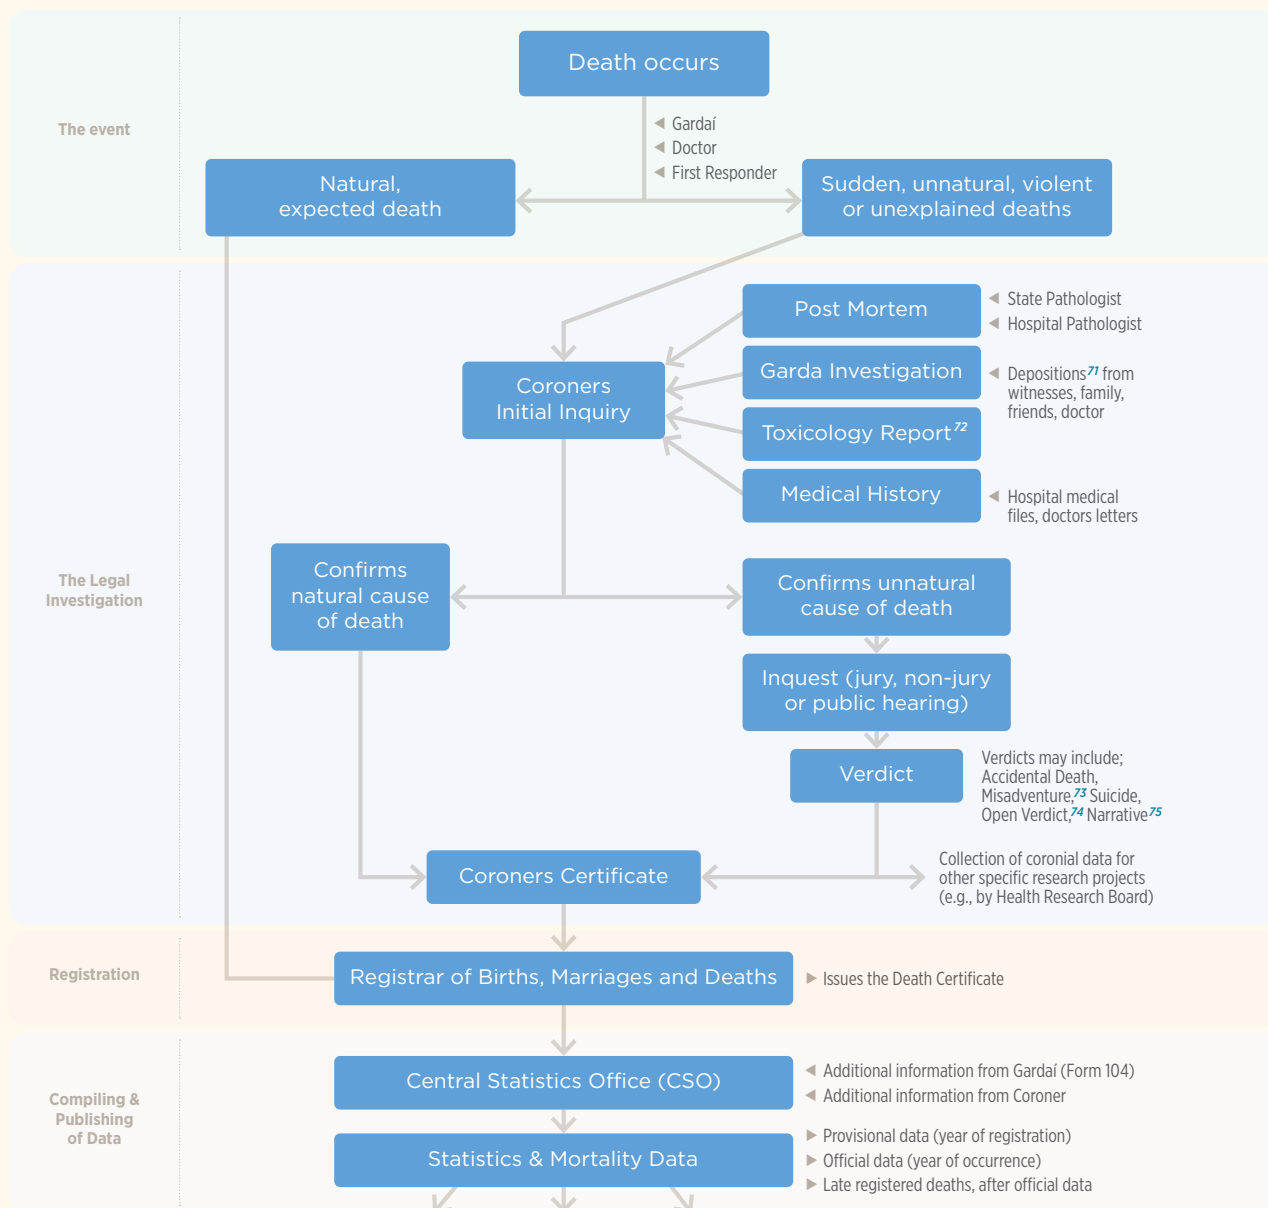 Death occurs
The event
Gardaí
Doctor
First Responder
Natural,
expected death
Sudden, unnatural, violent
or unexplained deaths
Post Mortem
State Pathologist
Hospital Pathologist
Coroners
Initial Inquiry
Garda Investigation
Depositions71 from
witnesses, family,
friends, doctor
Toxicology Report72
Medical History
Hospital medical
files, doctors letters
The Legal
Investigation
Confirms
natural cause
of death
Confirms unnatural
cause of death
Inquest (jury, non-jury
or public hearing)
Verdict
Verdicts may include;
Accidental Death,
Misadventure,73 Suicide,
Open Verdict,74 Narrative75
Coroners Certificate
Collection of coronial data for
other specific research projects
(e.g., by Health Research Board)
Registration
Registrar of Births, Marriages and Deaths
Issues the Death Certificate
Compiling &
Publishing
of Data
Central Statistics Office (CSO)
Additional information from Gardaí (Form 104)
Additional information from Coroner
Statistics & Mortality Data
Provisional data (year of registration)
Official data (year of occurrence)
Late registered deaths, after official data